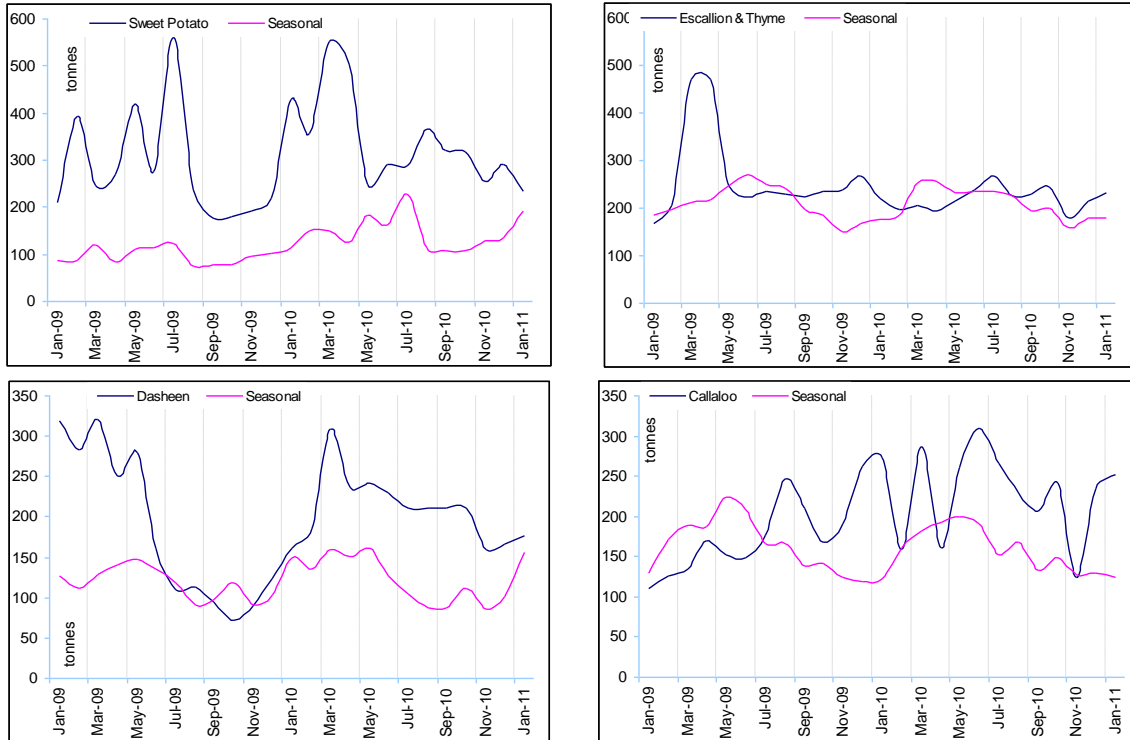 Sweet Potato Seasonal
tonnes
600
500
400
300
200
100
0
Jan-09 Mar-09 May-09 Jul-09 Sep-09 Nov-09 Jan-10 Mar-10 May-10 Jul-10 Sep-10 Nov-10 Jan-11
Escallion & Thyme Seasonal
tonnes
600
500
400
300
200
100
0
Jan-09 Mar-09 May-09 Jul-09 Sep-09 Nov-09 Jan-10 Mar-10 May-10 Jul-10 Sep-10 Nov-10 Jan-11
Dasheen Seasonal
350
300
250
200
150
100
50
0
tonnes
Jan-09 Mar-09 May-09 Jul-09 Sep-09 Nov-09 Jan-10 Mar-10 May-10 Jul-10 Sep-10 Nov-10 Jan-11
Callaloo Seasonal
tonnes
350
300
250
200
150
100
50
0
Jan-09 Mar-09 May-09 Jul-09 Sep-09 Nov-09 Jan-10 Mar-10 May-10 Jul-10 Sep-10 Nov-10 Jan-11